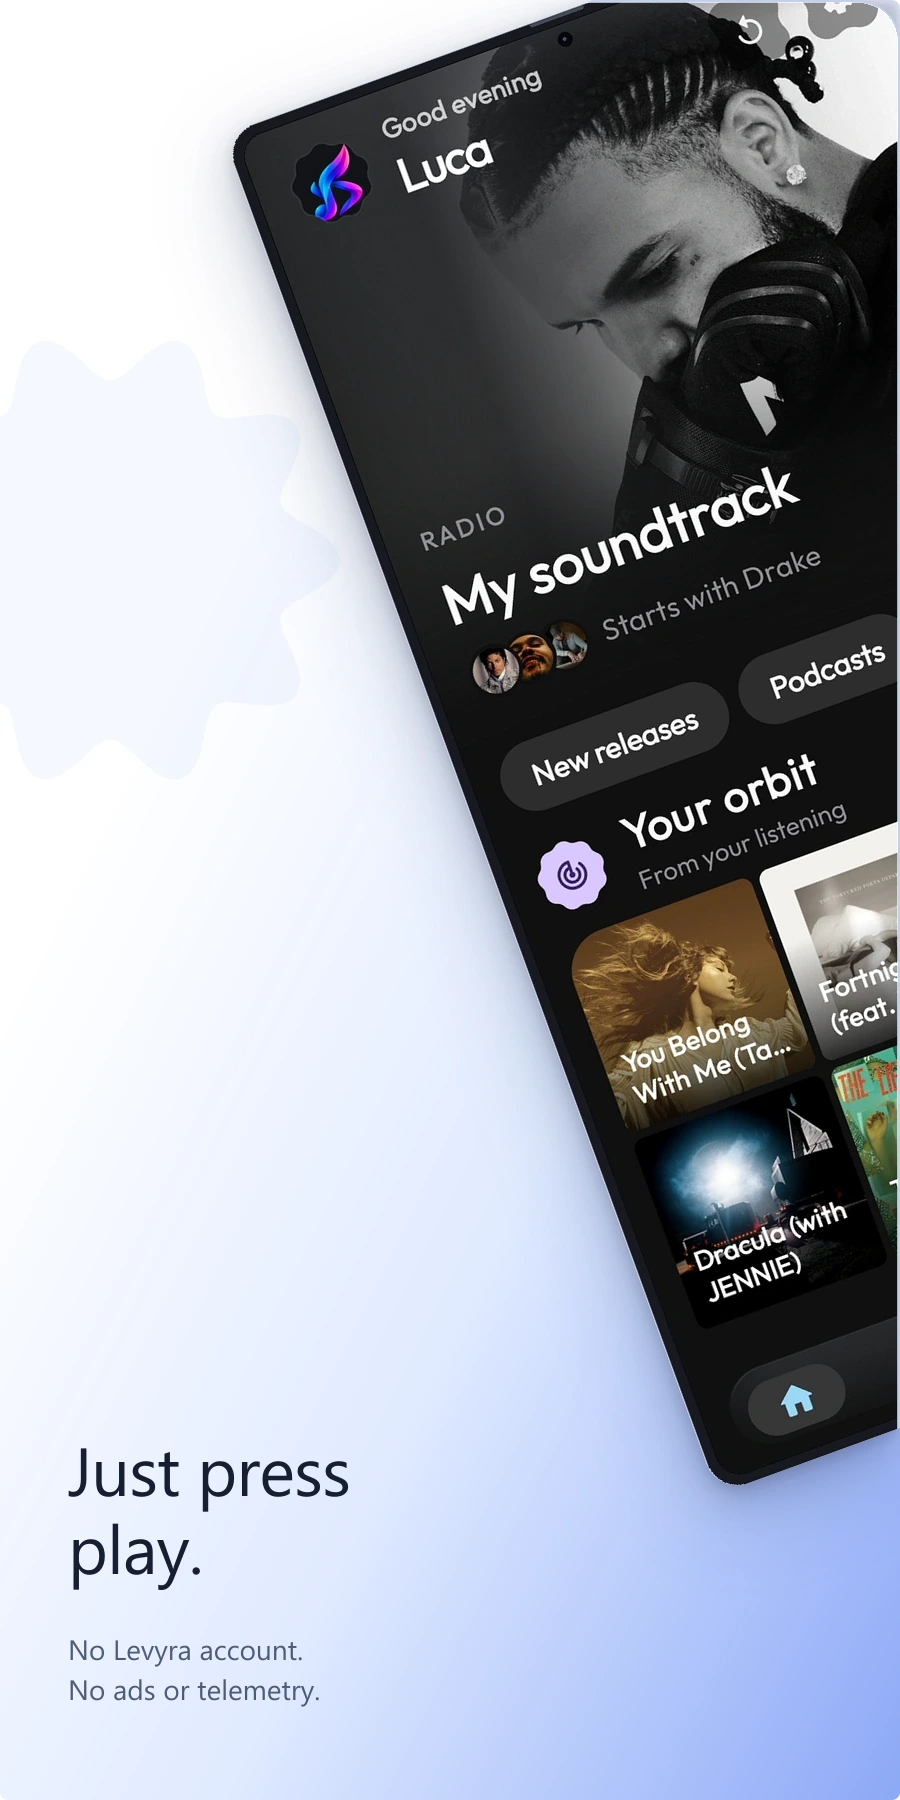 Good evening
Luca
RADIO
My soundtrack
Starts with Drake
New releases
Podcasts
Your orbit
From your listening
You Belong
With Me (Ta...
(feat.
THE
Dracula (with
JENNIE)
Just press
play.
No Levyra account.
No ads or telemetry.